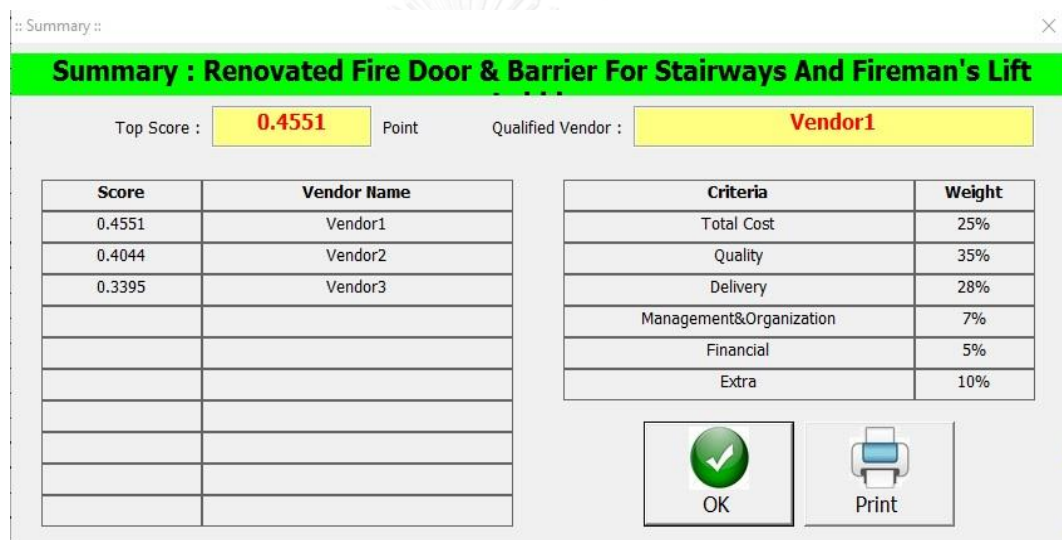 :: Summary ::
Summary : Renovated Fire Door & Barrier For Stairways And Fireman's Lift
Top Score : 0.4551 Point Qualified Vendor : Vendor1
Score Vendor Name
0.4551 Vendor1
0.4044 Vendor2
0.3395 Vendor3
Criteria Weight
Total Cost 25%
Quality 35%
Delivery 28%
Management&Organization 7%
Financial 5%
Extra 10%
OK Print